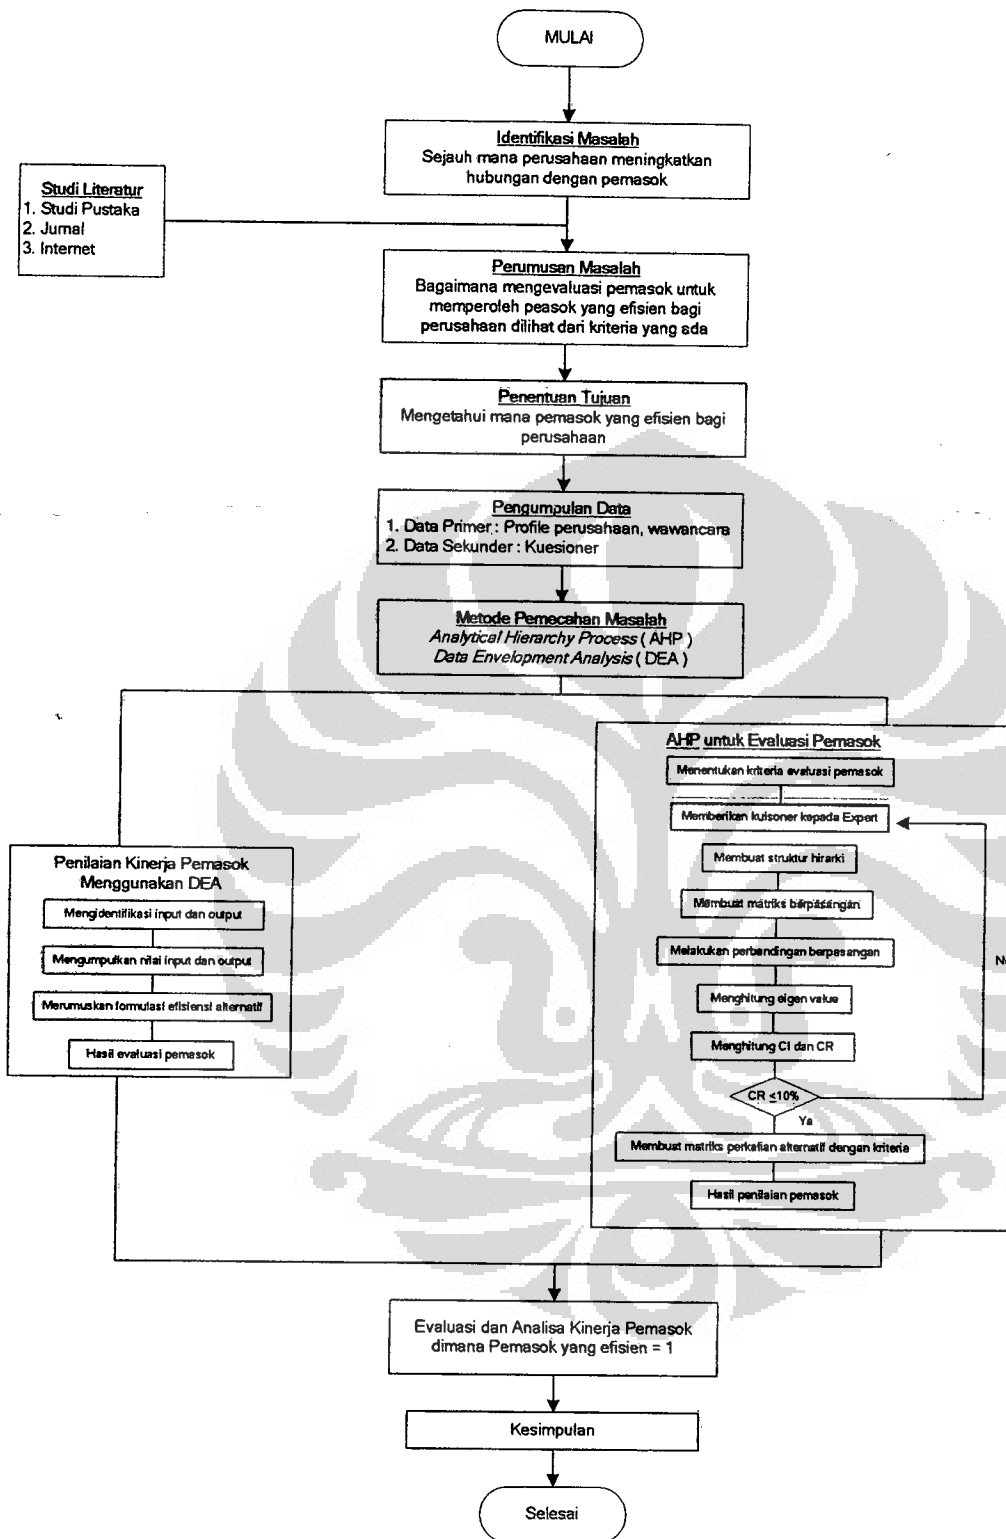 MULAI
Identifikasi Masalah
Sejauh mana perusahaan meningkatkan
hubungan dengan pemasok
Studi Literatur
1. Studi Pustaka
2. Jurnal
3. Internet
Perumusan Masalah
Bagaimana mengevaluasi pemasok untuk
memperoleh peasok yang efisien bagi
perusahaan dilihat dari kriteria yang ada
Penentuan Tujuan
Mengetahui mana pemasok yang efisien bagi
perusahaan
Pengumpulan Data
1. Data Primer : Profile perusahaan, wawancara
2. Data Sekunder : Kuesioner
Metode Pemecahan Masalah
Analytical Hierarchy Process ( AHP )
Data Envelopment Analysis ( DEA )
Penilaian Kinerja Pemasok
Menggunakan DEA
Mengidentifikasi input dan output
Mengumpulkan nilai input dan output
Merumuskan formulasi efisiensi alternatif
Hasil evaluasi pemasok
AHP untuk Evaluasi Pemasok
Menentukan kriteria evaluasi pemasok
Memberikan kuisoner kepada Expert
Membuat struktur hirarki
Membuat matriks berpasangan
Melakukan perbandingan berpasangan
Menghitung eigen value
Menghitung CI dan CR
CR ≤10%
Ya
Membuat matriks perkalian alternatif dengan kriteria
Hasil penilaian pemasok
Evaluasi dan Analisa Kinerja Pemasok
dimana Pemasok yang efisien = 1
Kesimpulan
Selesai